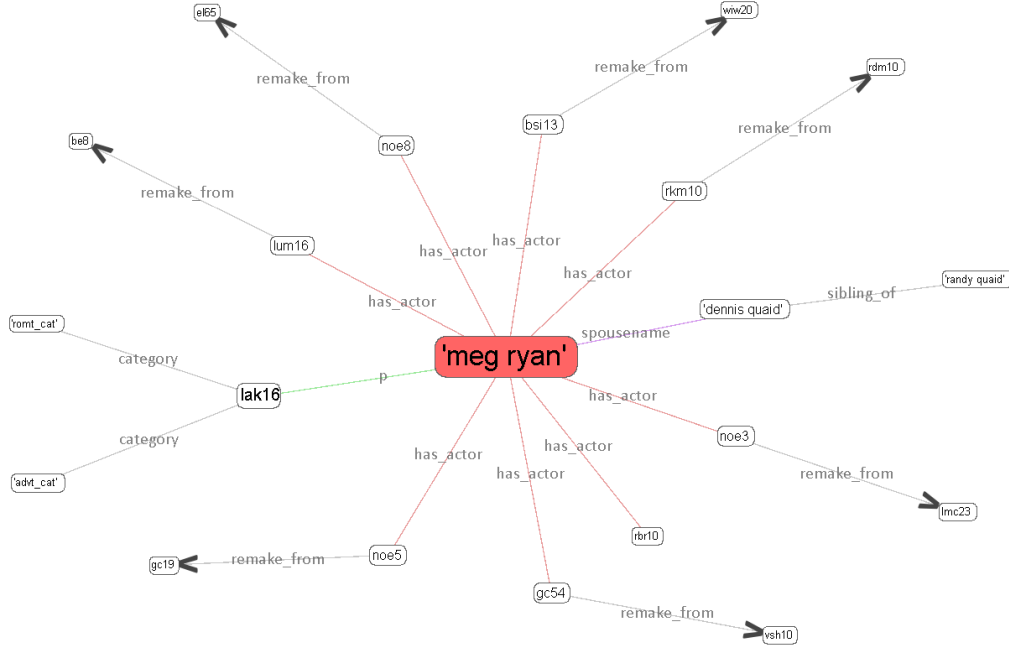 el65
wiw20
remake_from
remake_from
rdm10
bsi13
remake_from
be8
noe8
remake_from
rkm10
lum16
has_actor
has_actor
has_actor
'randy quaid'
has_actor
sibling_of
'dennis quaid'
'romt_cat'
spousename
category
'meg ryan'
p
lak16
has_actor
category
noe3
has_actor
has_actor
has_actor
remake_from
'advt_cat'
lmc23
rbr10
noe5
remake_from
gc19
gc54
remake_from
vsh10